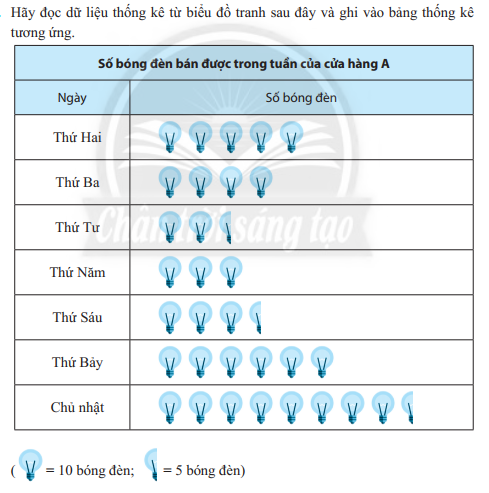 Hãy đọc dữ liệu thống kê từ biểu đồ tranh sau đây và ghi vào bảng thống kê
tương ứng.
Số bóng đèn bán được trong tuần của cửa hàng A
Ngày Số bóng đèn
Thứ Hai
Thứ Ba
Thứ Tư
Chân trời sáng tạo
Thứ Năm
Thứ Sáu
Thứ Bảy
Chủ nhật
( = 10 bóng đèn; = 5 bóng đèn)